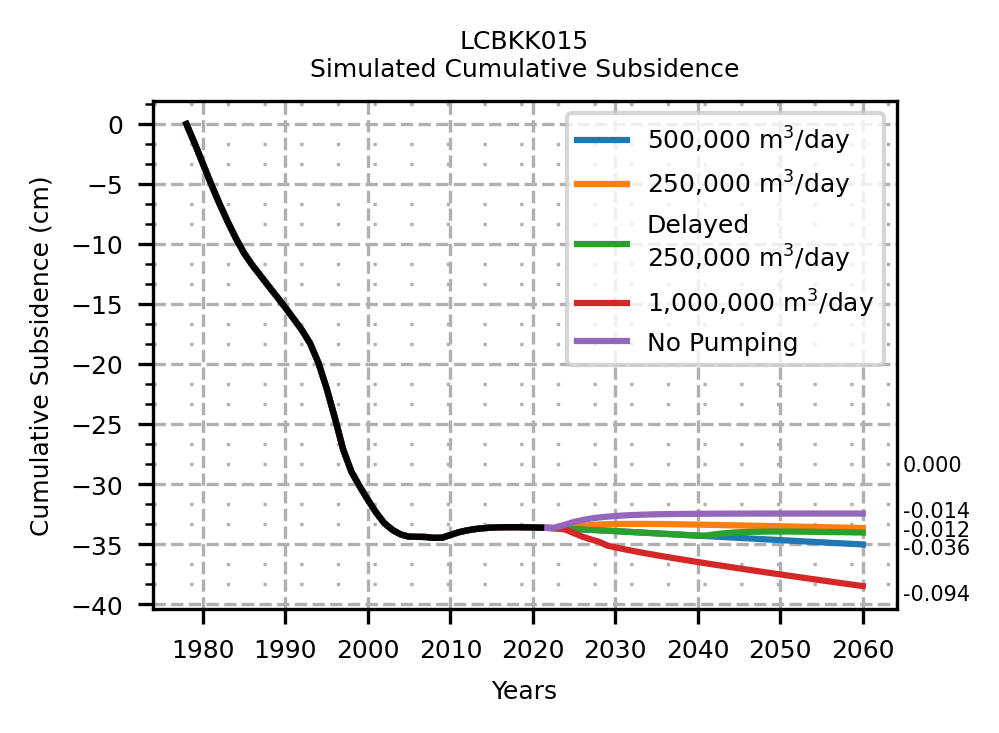 LCBKK015
Simulated Cumulative Subsidence
Cumulative Subsidence (cm)
0
−5
−10
−15
−20
−25
−30
−35
−40
500,000 m³/day
250,000 m³/day
Delayed
250,000 m³/day
1,000,000 m³/day
No Pumping
0.000
-0.014
-0.012
-0.036
-0.094
1980 1990 2000 2010 2020 2030 2040 2050 2060
Years